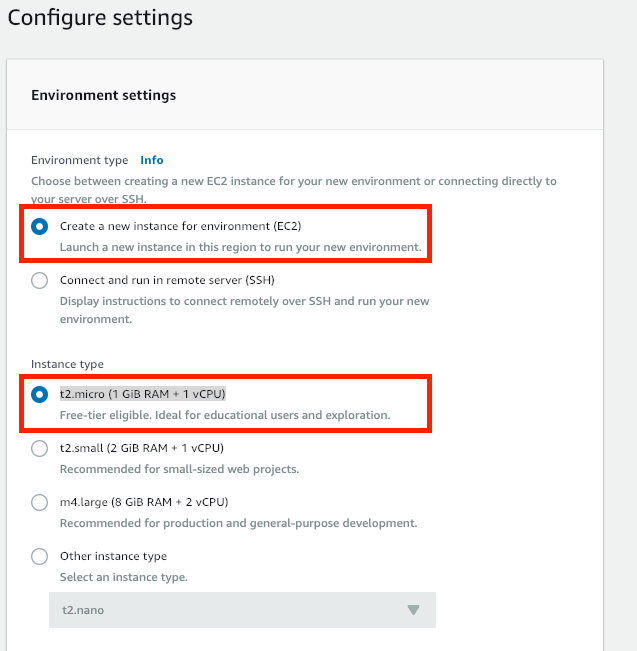 Configure settings
Environment settings
Environment type Info
Choose between creating a new EC2 instance for your new environment or connecting directly to
your server over SSH.
Create a new instance for environment (EC2)
Launch a new instance in this region to run your new environment.
Connect and run in remote server (SSH)
Display instructions to connect remotely over SSH and run your new
environment.
Instance type
t2.micro (1 GiB RAM + 1 vCPU)
Free-tier eligible. Ideal for educational users and exploration.
t2.small (2 GiB RAM + 1 vCPU)
Recommended for small-sized web projects.
m4.large (8 GiB RAM + 2 vCPU)
Recommended for production and general-purpose development.
Other instance type
Select an instance type.
t2.nano